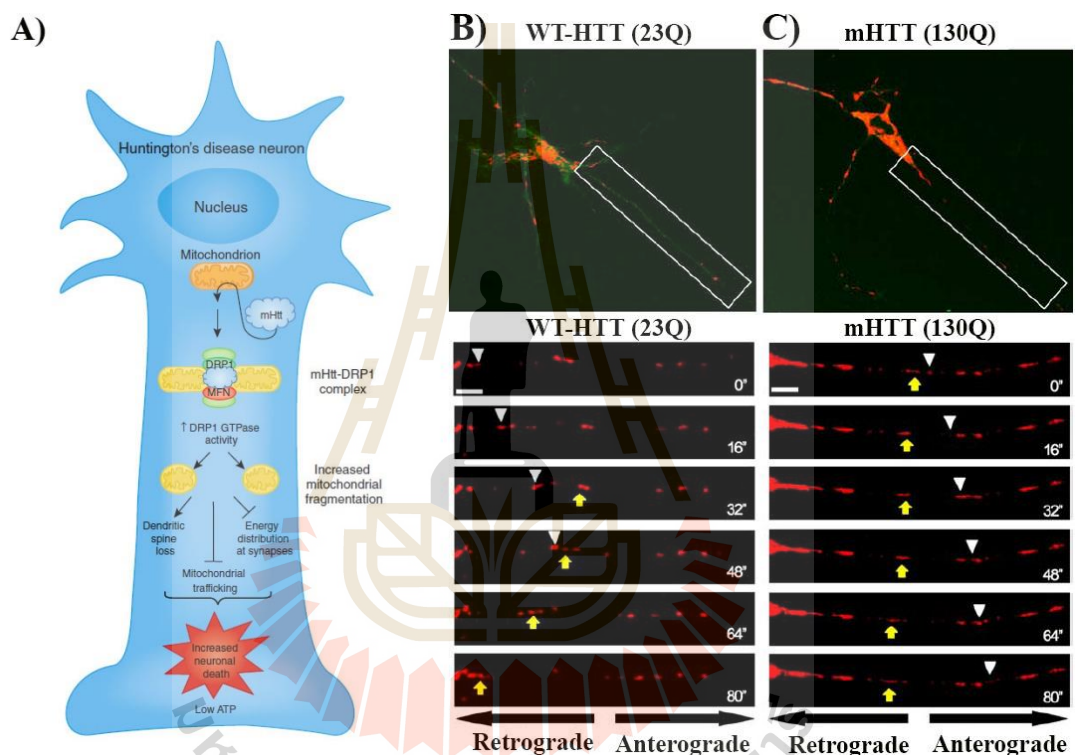 A)
Huntington's disease neuron
Nucleus
Mitochondrion
mHtt
DRP1
MFN
mHtt-DRP1
complex
↑ DRP1 GTPase
activity
Increased
mitochondrial
fragmentation
Dendritic
spine
loss
Energy
distribution
at synapses
Mitochondrial
trafficking
Increased
neuronal
death
Low ATP
B)
WT-HTT (23Q)
WT-HTT (23Q)
0"
16"
32"
48"
64"
80"
Retrograde
Anterograde
C)
mHTT (130Q)
mHTT (130Q)
0"
16"
32"
48"
64"
80"
Retrograde
Anterograde